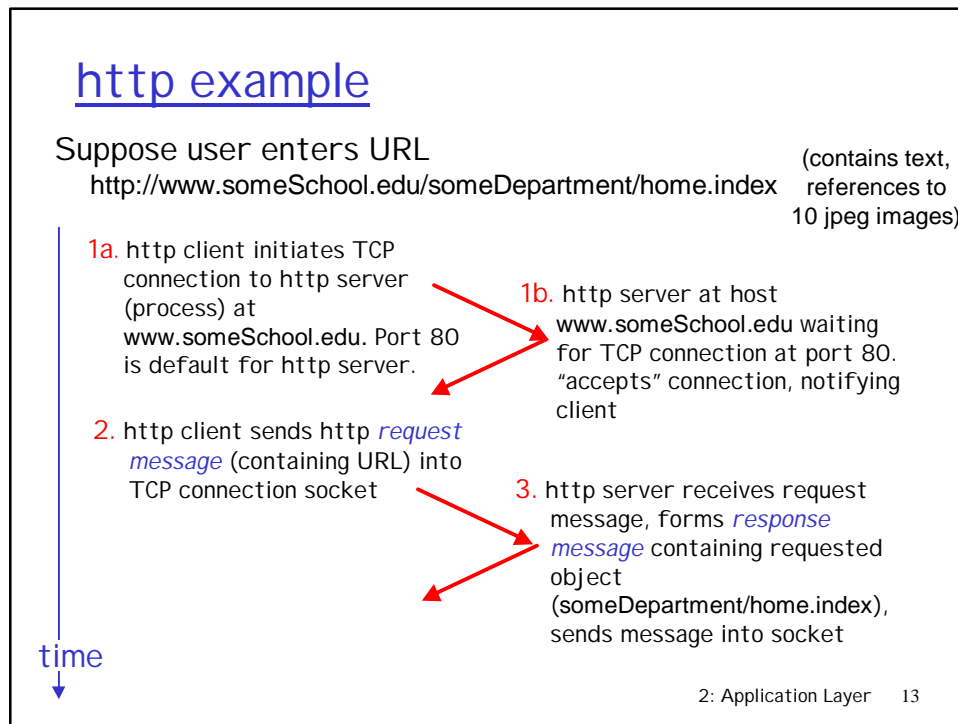 http example
Suppose user enters URL
http://www.someSchool.edu/someDepartment/home.index
(contains text,
references to
10 jpeg images)
1a. http client initiates TCP
connection to http server
(process) at
www.someSchool.edu. Port 80
is default for http server.
1b. http server at host
www.someSchool.edu waiting
for TCP connection at port 80.
“accepts” connection, notifying
client
2. http client sends http request
message (containing URL) into
TCP connection socket
3. http server receives request
message, forms response
message containing requested
object
(someDepartment/home.index),
sends message into socket
time
2: Application Layer 13